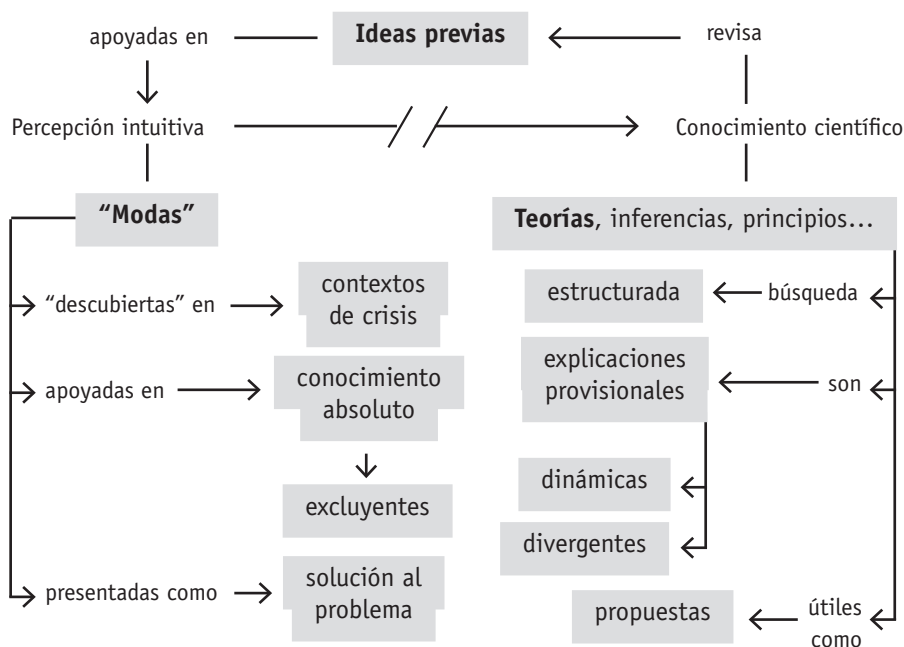 apoyadas en
Ideas previas
revisa
Percepción intuitiva
Conocimiento científico
“Modas”
Teorías, inferencias, principios...
“descubiertas” en
contextos
de crisis
estructurada
búsqueda
apoyadas en
conocimiento
absoluto
explicaciones
provisionales
son
excluyentes
dinámicas
divergentes
presentadas como
solución al
problema
propuestas
útiles
como